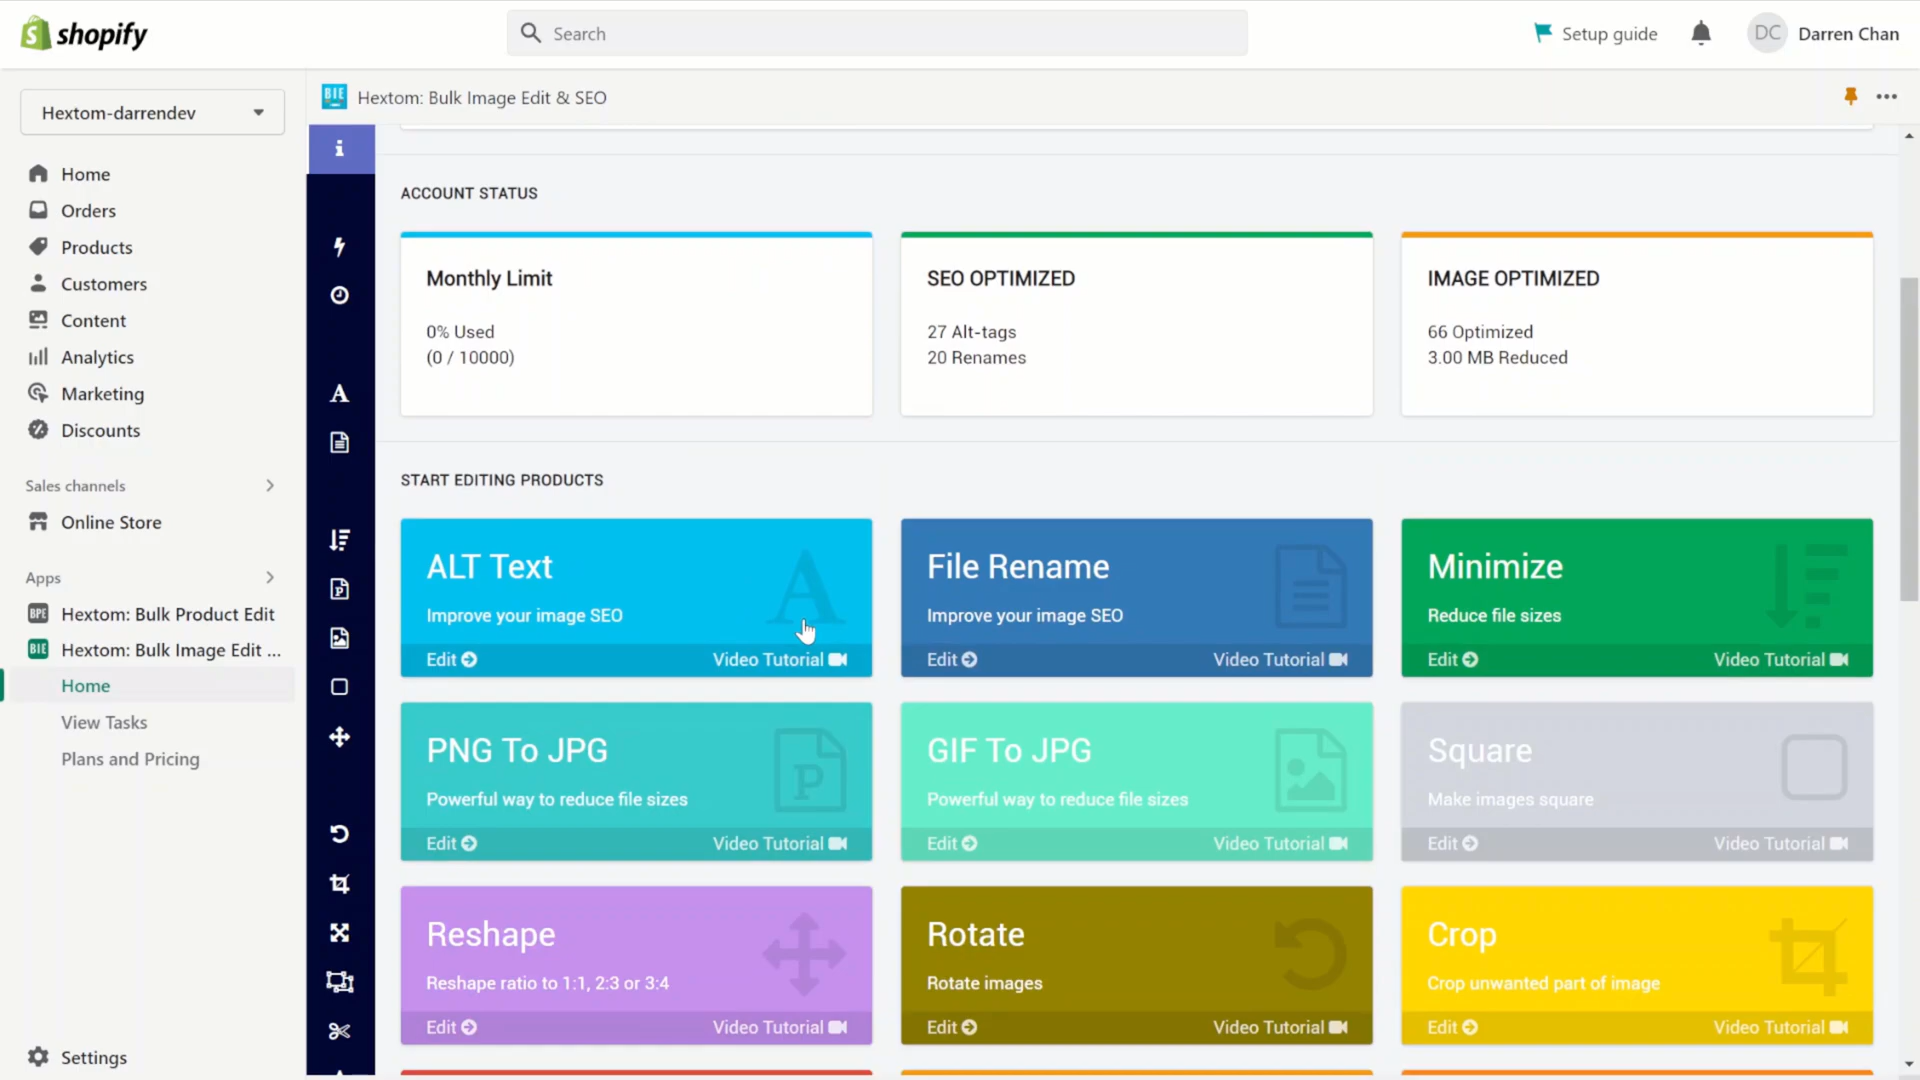 shopify
Search
Setup guide
DC
Darren Chan
Hextom-darrendev
BIE
Hextom: Bulk Image Edit & SEO
Home
Orders
Products
Customers
Content
Analytics
Marketing
Discounts
Sales channels
Online Store
Apps
BPE Hextom: Bulk Product Edit
BIE Hextom: Bulk Image Edit ...
Home
View Tasks
Plans and Pricing
Settings
ACCOUNT STATUS
Monthly Limit
0% Used
(0 / 10000)
SEO OPTIMIZED
27 Alt-tags
20 Renames
IMAGE OPTIMIZED
66 Optimized
3.00 MB Reduced
START EDITING PRODUCTS
ALT Text
Improve your image SEO
Edit
Video Tutorial
File Rename
Improve your image SEO
Edit
Video Tutorial
Minimize
Reduce file sizes
Edit
Video Tutorial
PNG To JPG
Powerful way to reduce file sizes
Edit
Video Tutorial
GIF To JPG
Powerful way to reduce file sizes
Edit
Video Tutorial
Square
Make images square
Edit
Video Tutorial
Reshape
Reshape ratio to 1:1, 2:3 or 3:4
Edit
Video Tutorial
Rotate
Rotate images
Edit
Video Tutorial
Crop
Crop unwanted part of image
Edit
Video Tutorial